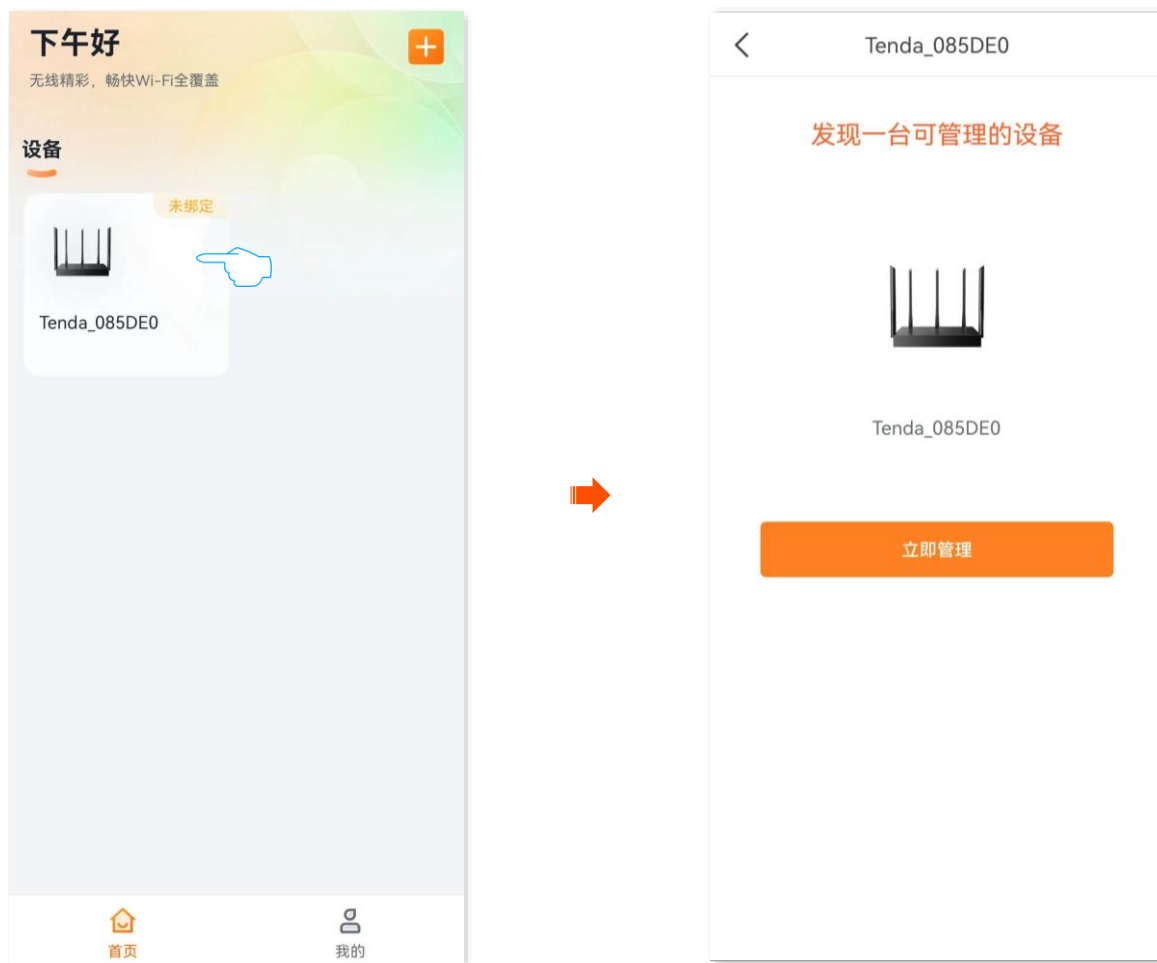 下午好
无线精彩，畅快Wi-Fi全覆盖
设备
未绑定
Tenda_085DE0
首页
我的
Tenda_085DE0
发现一台可管理的设备
Tenda_085DE0
立即管理